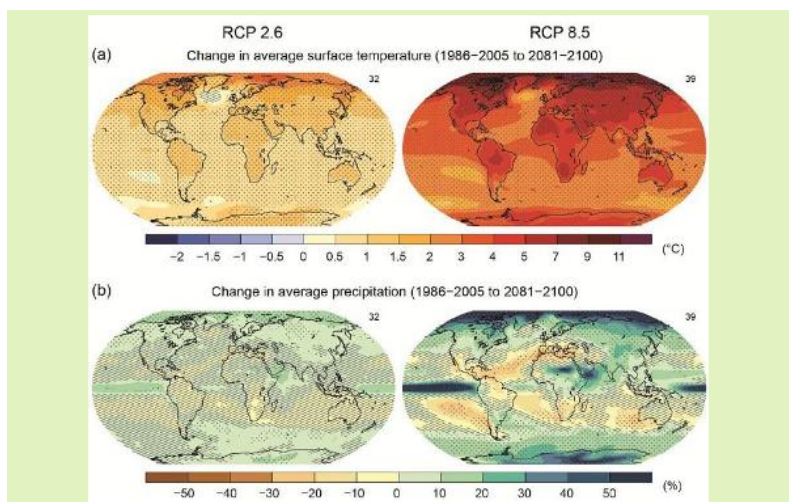 RCP 2.6 RCP 8.5
(a) Change in average surface temperature (1986−2005 to 2081−2100)
32 39
−2 −1.5 −1 −0.5 0 0.5 1 1.5 2 3 4 5 7 9 11 (°C)
(b) Change in average precipitation (1986−2005 to 2081−2100)
32 39
−50 −40 −30 −20 −10 0 10 20 30 40 50 (%)